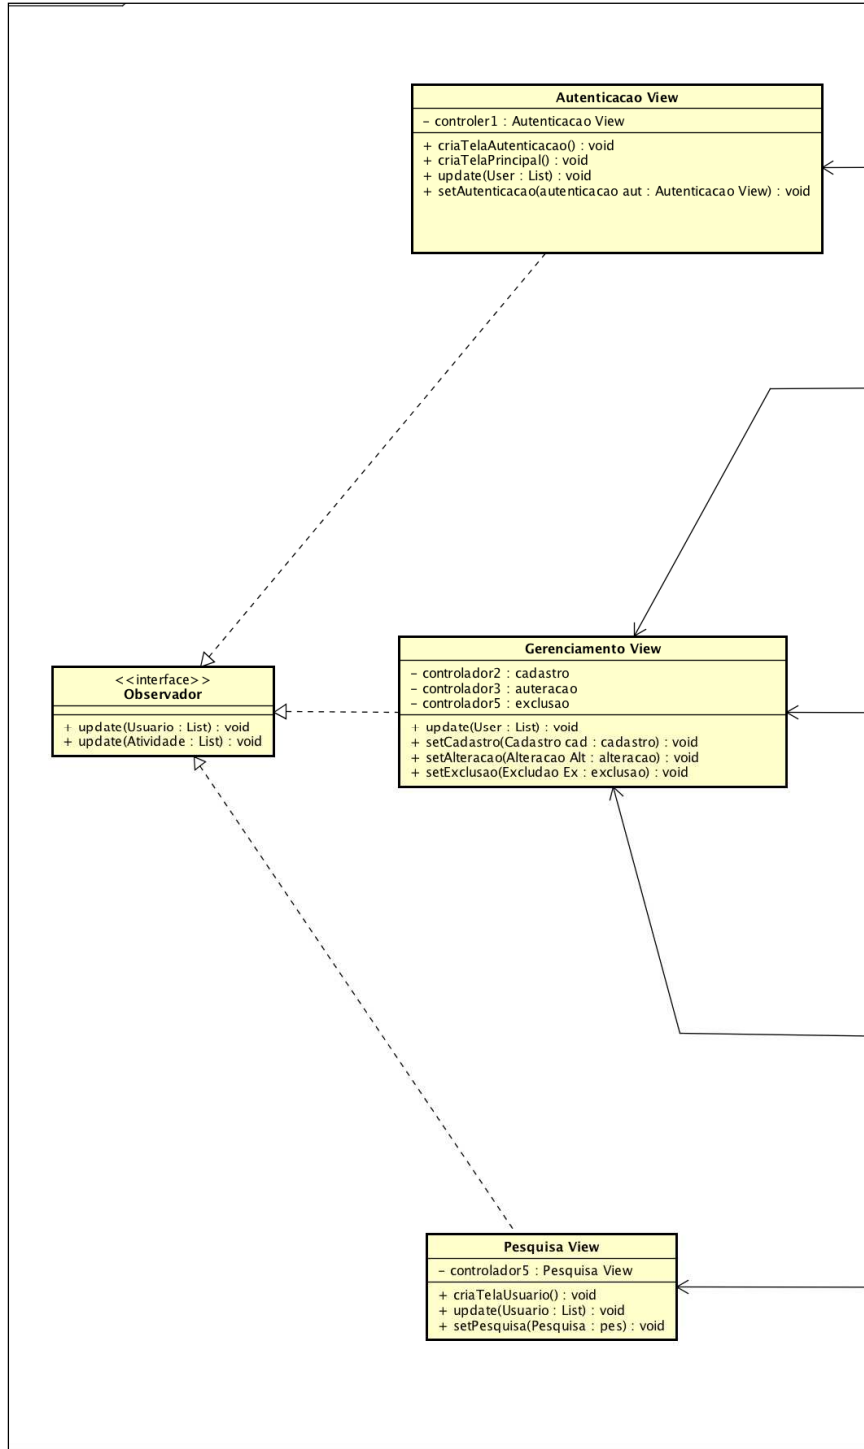 Autenticacao View
– controler1 : Autenticacao View
+ criaTelaAutenticacao() : void
+ criaTelaPrincipal() : void
+ update(User : List) : void
+ setAutenticacao(autenticacao aut : Autenticacao View) : void
<<interface>>
Observador
+ update(Usuario : List) : void
+ update(Atividade : List) : void
Gerenciamento View
– controlador2 : cadastro
– controlador3 : auteracao
– controlador5 : exclusao
+ update(User : List) : void
+ setCadastro(Cadastro cad : cadastro) : void
+ setAlteracao(Alteracao Alt : alteracao) : void
+ setExclusao(Excludao Ex : exclusao) : void
Pesquisa View
– controlador5 : Pesquisa View
+ criaTelaUsuario() : void
+ update(Usuario : List) : void
+ setPesquisa(Pesquisa : pes) : void